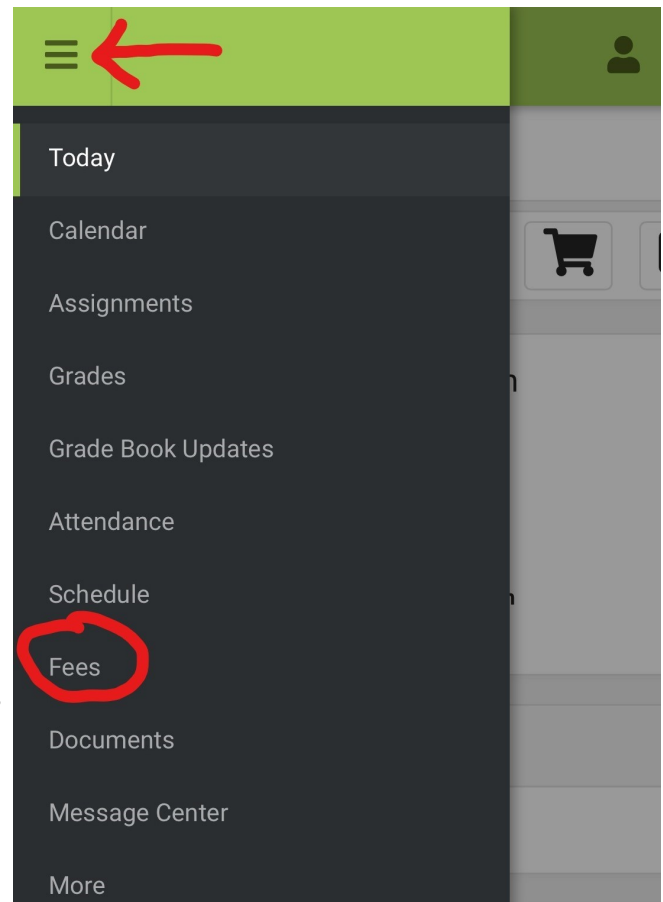 Today
Calendar
Assignments
Grades
Grade Book Updates
Attendance
Schedule
Fees
Documents
Message Center
More